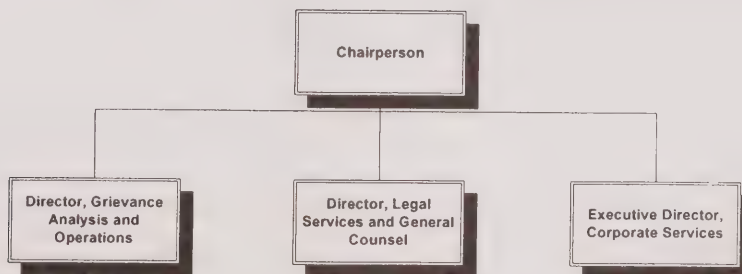 Chairperson
Director, Grievance
Analysis and
Operations
Director, Legal
Services and General
Counsel
Executive Director,
Corporate Services